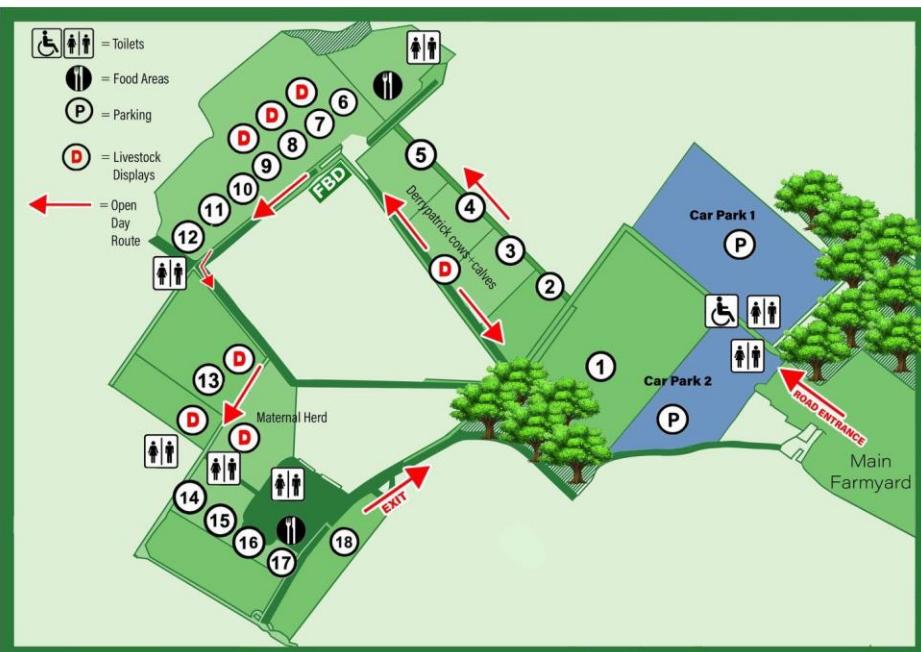 = Toilets
= Food Areas
P = Parking
D = Livestock
Displays
= Open
Day
Route
D
D
D
6
7
8
9
10
11
12
FBD
5
4
3
2
Derrypatrick cows+calves
D
Car Park 1
P
1
Car Park 2
P
ROAD ENTRANCE
Main
Farmyard
13
D
D
D
Maternal Herd
14
15
16
17
18
EXIT